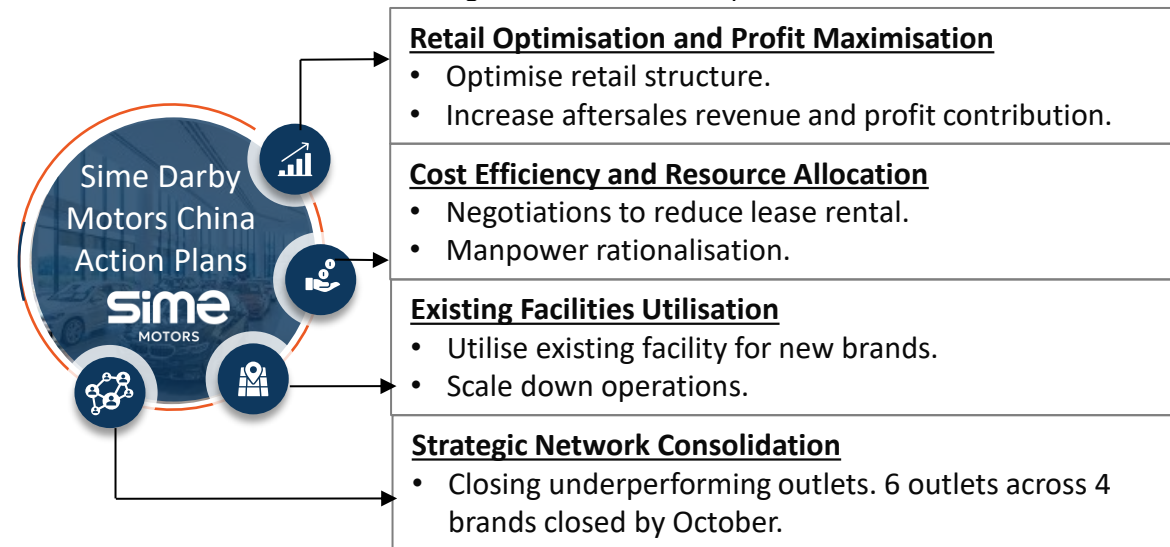 Sime Darby
Motors China
Action Plans
sime
MOTORS
Retail Optimisation and Profit Maximisation
• Optimise retail structure.
• Increase aftersales revenue and profit contribution.
Cost Efficiency and Resource Allocation
• Negotiations to reduce lease rental.
• Manpower rationalisation.
Existing Facilities Utilisation
• Utilise existing facility for new brands.
• Scale down operations.
Strategic Network Consolidation
• Closing underperforming outlets. 6 outlets across 4
brands closed by October.